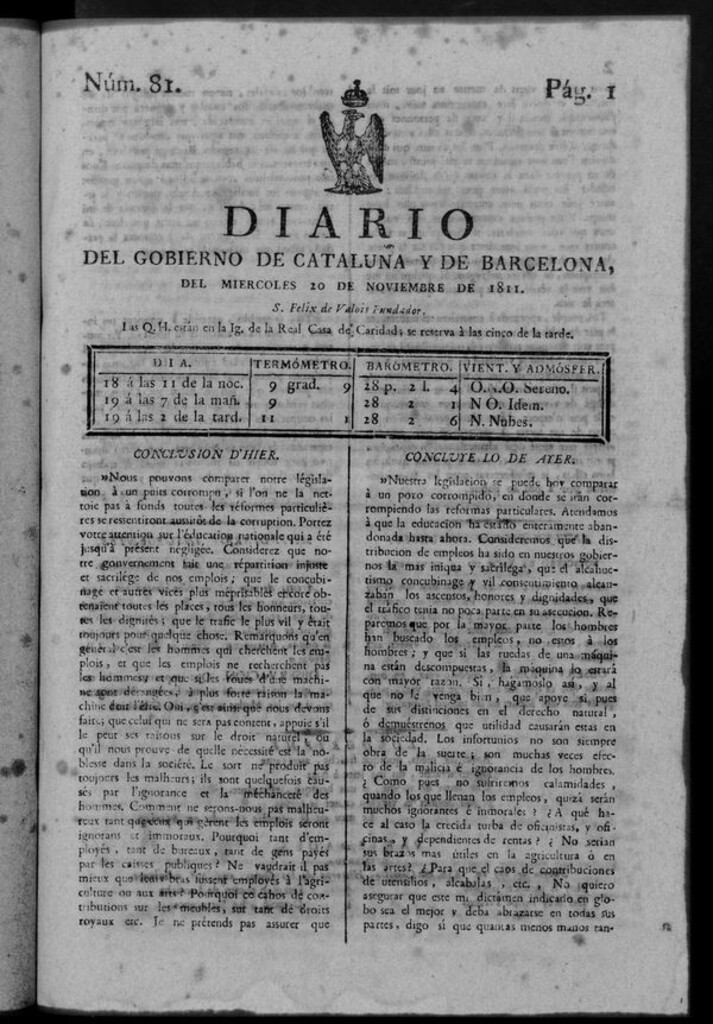 Núm. 81.
Pág. 1
DIARIO
DEL GOBIERNO DE CATALUÑA Y DE BARCELONA,
DEL MIERCOLES 20 DE NOVIEMBRE DE 1811.
S. Felix de Valois Fundador.
Las Q. H. están en la Ig. de la Real Casa de Caridad; se reserva à las cinco de la tarde.
DIA. TERMÓMETRO. BARÓMETRO. VIENT. Y ADMÓSFER.
18 á las 11 de la noc. 9 grad. 9 28 p. 2 l. 4 O. S.O. Sereno.
19 á las 7 de la mañ. 9 28 2 1 N O. Idem.
19 á las 2 de la tard. 11 1 28 2 6 N. Nubes.
CONCLUSION D'HIER.
»Nous pouvons comparer notre législa-
tion à un puits corrompu, si l'on ne la net-
toie pas à fonds toutes les réformes particuliè-
res se ressentiront aussitôt de la corruption. Portez
votre attention sur l'éducation nationale qui a été
jusqu'à présent négligée. Considerez que no-
tre gouvernement fait une répartition injuste
et sacrilége de nos emplois; que le concubi-
nage et autres vices plus méprisables encore ob-
tenaient toutes les places, tous les honneurs, tou-
tes les dignités; que le trafic le plus vil y était
toujours pour quelque chose. Remarquons qu'en
général c'est les hommes qui cherchent les em-
plois, et que les emplois ne recherchent pas
les hommes; et que si les roues d'une machi-
ne sont dérangées, à plus forte raison la ma-
chine doit l'être. Oui, c'est ainsi que nous devons
faire; que celui qui ne sera pas content, appuie s'il
le peut ses raisons sur le droit naturel, ou
qu'il nous prouve de quelle nécessité est la no-
blesse dans la société. Le sort ne produit pas
toujours les malheurs; ils sont quelquefois cau-
sés par l'ignorance et la méchanceté des
hommes. Comment ne serons-nous pas malheu-
reux tant que ceux qui gèrent les emplois seront
ignorans et immoraux. Pourquoi tant d'em-
ployés, tant de bureaux, tant de gens payés
par les caisses publiques? Ne vaudrait il pas
mieux que leurs bras fussent employés à l'agri-
culture ou aux arts? Pourquoi ce cahos de con-
tributions sur les meubles, sur tant de droits
royaux etc. Je ne prétends pas assurer que
CONCLUYE LO DE AYER.
»Nuestra legislacion se puede hoy comparar
à un pozo corrompido, en donde se irán cor-
rompiendo las reformas particulares. Atendamos
à que la educacion ha estado enteramente aban-
donada hasta ahora. Consideremos que la dis-
tribucion de empleos ha sido en nuestros gobier-
nos la mas iniqua y sacrílega, que el alcahue-
tismo concubinage y vil consentimiento alcan-
zaban los ascensos, honores y dignidades, que
el tráfico tenia no poca parte en su asecucion. Re-
paremos que por la mayor parte los hombres
han buscado los empleos, no estos à los
hombres; y que si las ruedas de una máqui-
na están descompuestas, la máquina lo estará
con mayor razon. Si, hagamoslo asi, y al
que no le venga bien, que apoye si pues
de sus distinciones en el derecho natural,
ò demuéstrenos que utilidad causarán estas en
la sociedad. Los infortunios no son siempre
obra de la suerte; son muchas veces efec-
to de la malicia é ignorancia de los hombres.
¿Como pues no sufriremos calamidades,
quando los que llenan los empleos, quizá serán
muchos ignorantes é inmorales? ¿A qué ha-
ce al caso la crecida turba de oficinistas, y ofi-
cinas, y dependientes de rentas? ¿No serian
sus brazos mas útiles en la agricultura ó en
las artes? ¿Para que el caos de contribuciones
de utensilios, alcabalas, etc., No quiero
asegurar que este mi dictámen indicado en glo-
bo sea el mejor y deba abrazarse en todas sus
partes, digo si que quantas menos manos tan-